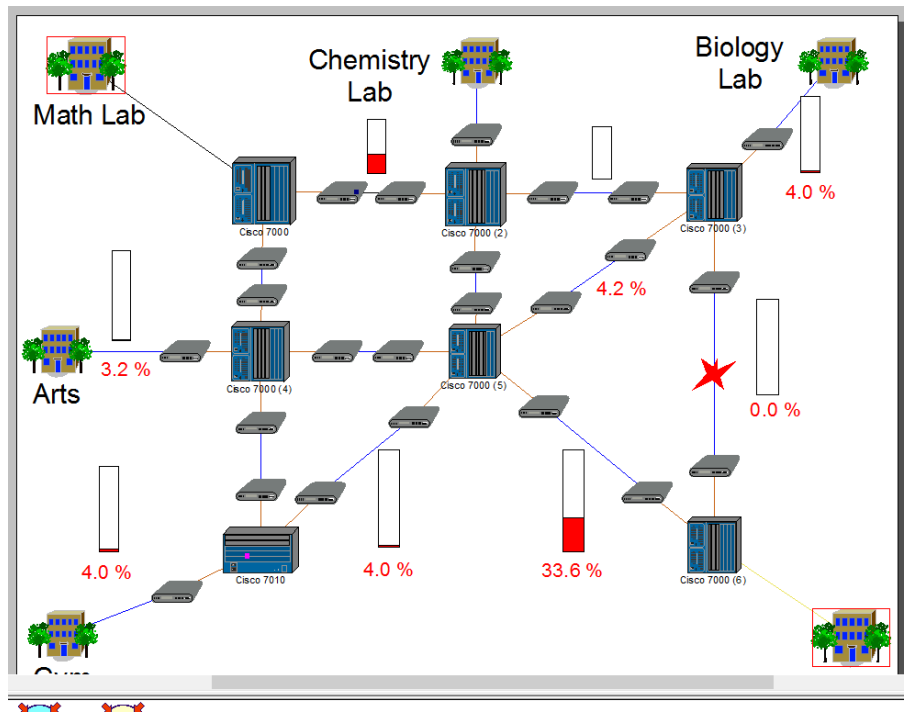 Chemistry
Lab
Biology
Lab
Math Lab
4.0 %
Cisco 7000
Cisco 7000 (2)
Cisco 7000 (3)
4.2 %
3.2 %
Arts
Cisco 7000 (4)
Cisco 7000 (5)
0.0 %
4.0 %
4.0 %
33.6 %
Cisco 7010
Cisco 7000 (6)
Gym